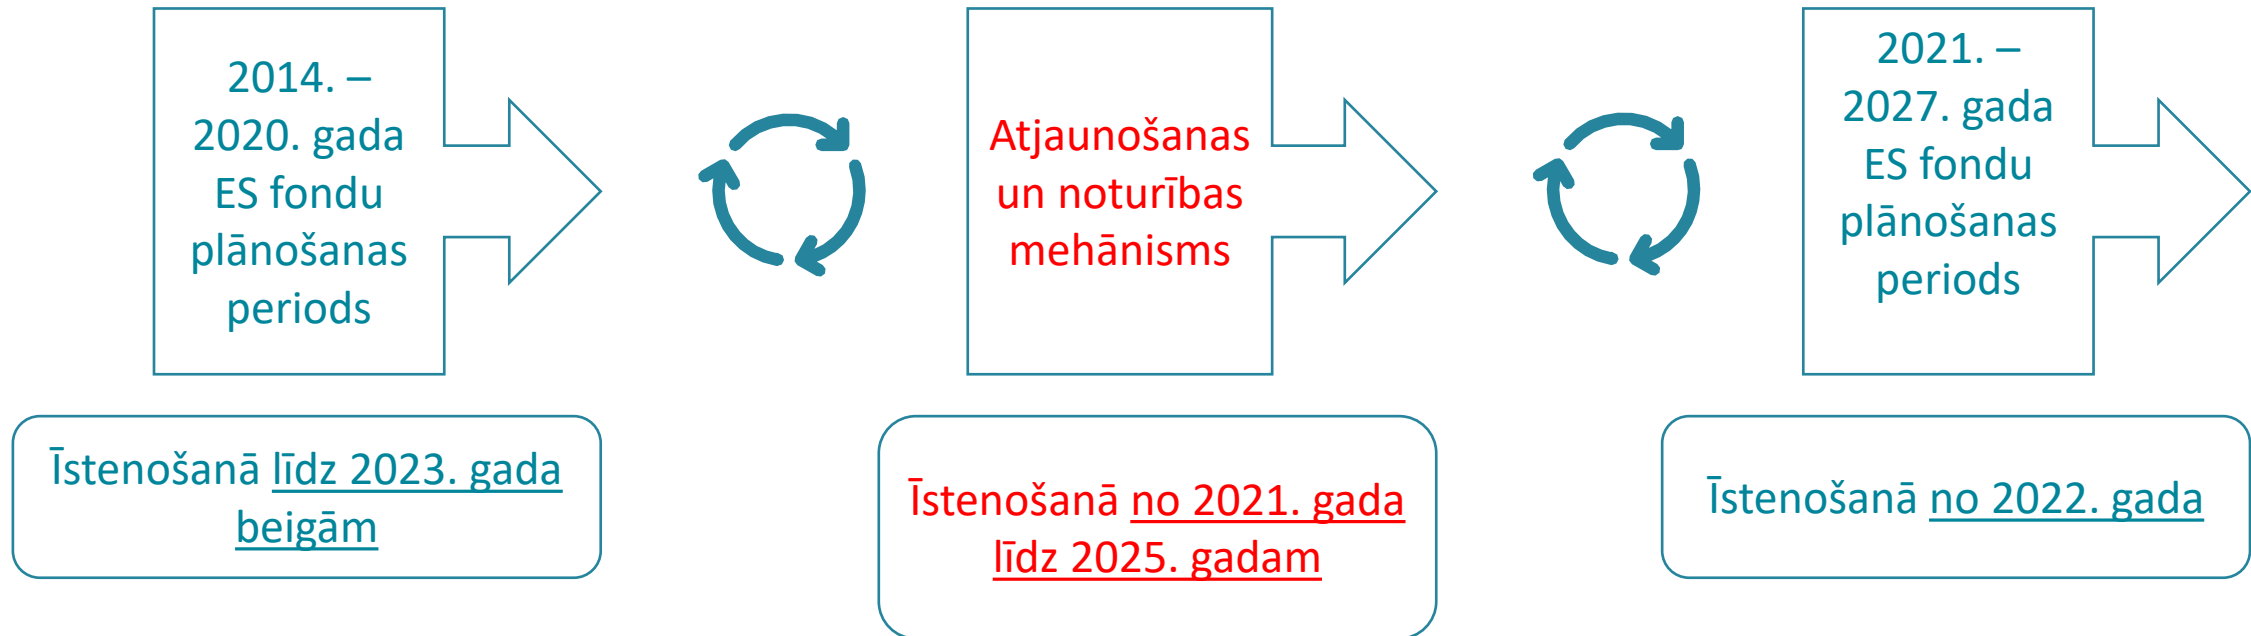 2014. –
2020. gada
ES fondu
plānošanas
periods
Atjaunošanas
un noturības
mehānisms
2021. –
2027. gada
ES fondu
plānošanas
periods
Īstenošanā līdz 2023. gada
beigām
Īstenošanā no 2021. gada
līdz 2025. gadam
Īstenošanā no 2022. gada